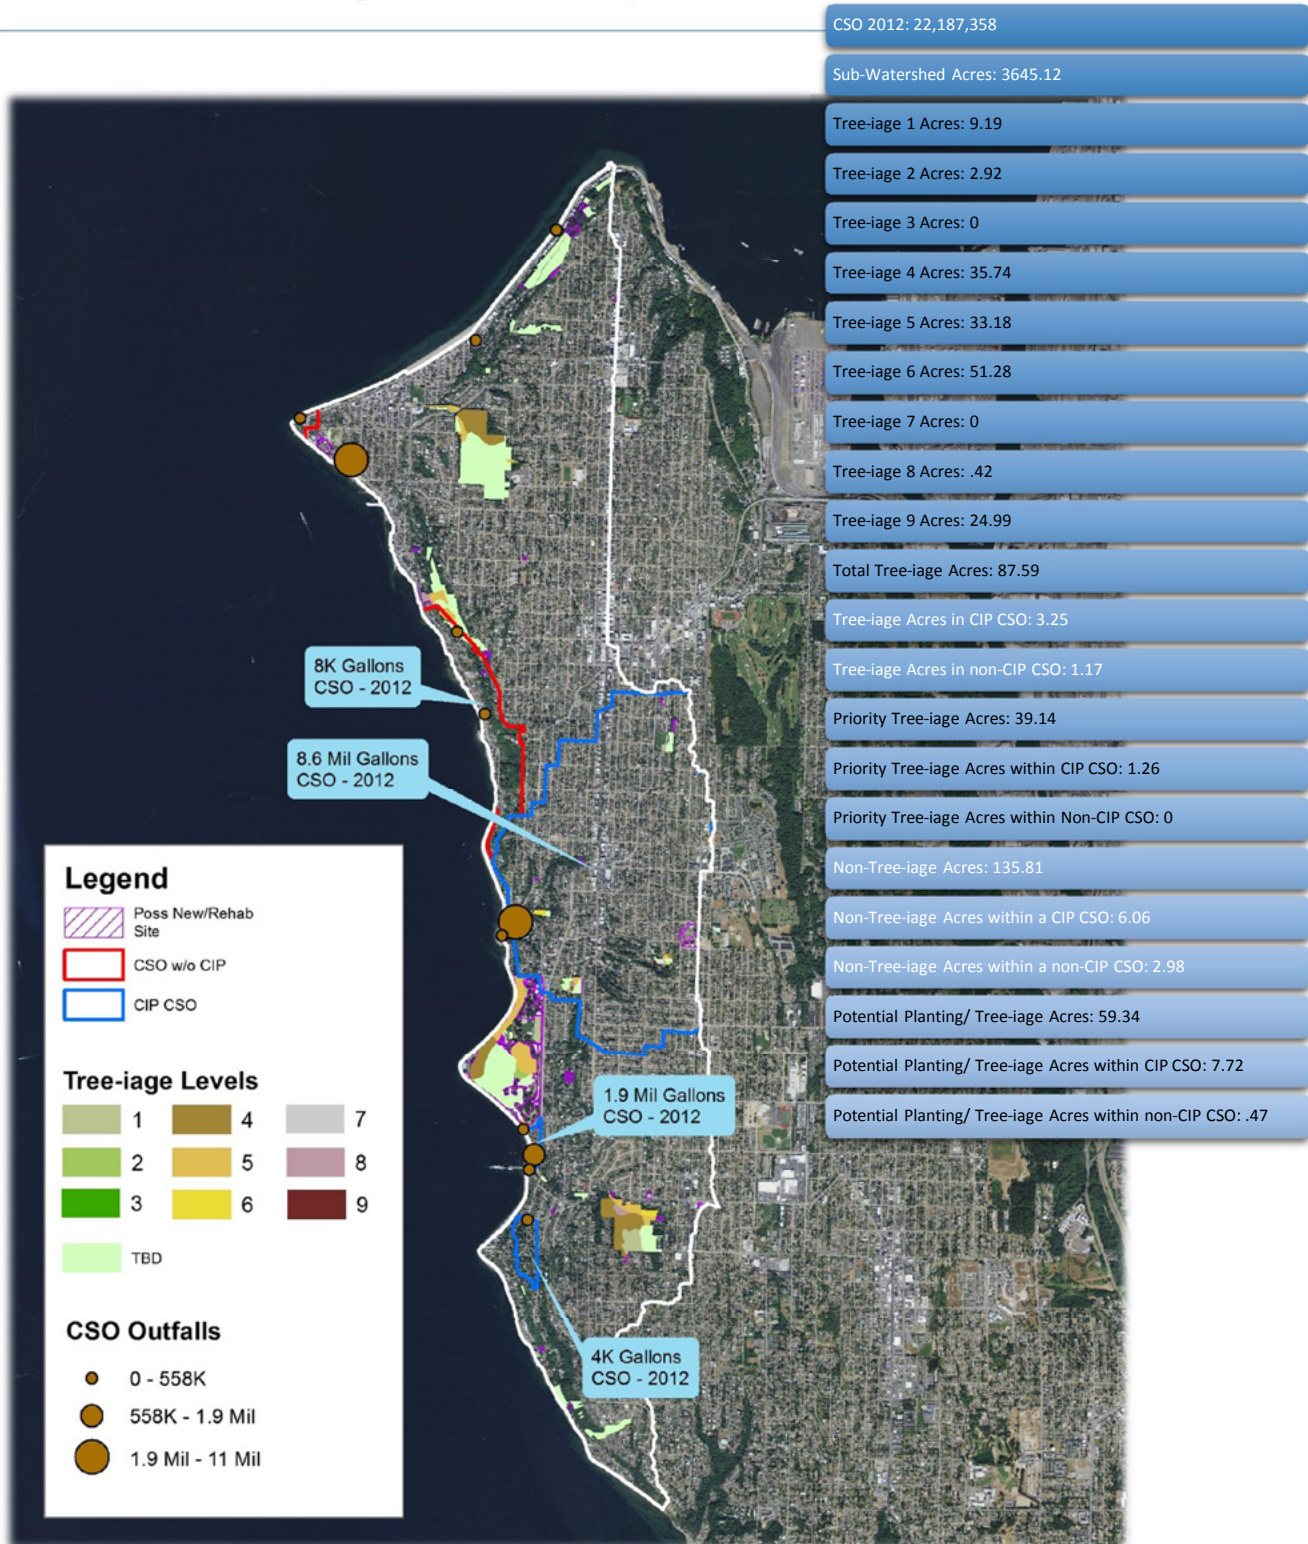 CSO 2012: 22,187,358
Sub-Watershed Acres: 3645.12
Tree-iage 1 Acres: 9.19
Tree-iage 2 Acres: 2.92
Tree-iage 3 Acres: 0
Tree-iage 4 Acres: 35.74
Tree-iage 5 Acres: 33.18
Tree-iage 6 Acres: 51.28
Tree-iage 7 Acres: 0
Tree-iage 8 Acres: .42
Tree-iage 9 Acres: 24.99
Total Tree-iage Acres: 87.59
Tree-iage Acres in CIP CSO: 3.25
Tree-iage Acres in non-CIP CSO: 1.17
Priority Tree-iage Acres: 39.14
Priority Tree-iage Acres within CIP CSO: 1.26
Priority Tree-iage Acres within Non-CIP CSO: 0
Non-Tree-iage Acres: 135.81
Non-Tree-iage Acres within a CIP CSO: 6.06
Non-Tree-iage Acres within a non-CIP CSO: 2.98
Potential Planting/ Tree-iage Acres: 59.34
Potential Planting/ Tree-iage Acres within CIP CSO: 7.72
Potential Planting/ Tree-iage Acres within non-CIP CSO: .47
8K Gallons
CSO - 2012
8.6 Mil Gallons
CSO - 2012
1.9 Mil Gallons
CSO - 2012
4K Gallons
CSO - 2012
Legend
Poss New/Rehab
Site
CSO w/o CIP
CIP CSO
Tree-iage Levels
1 4 7
2 5 8
3 6 9
TBD
CSO Outfalls
0 - 558K
558K - 1.9 Mil
1.9 Mil - 11 Mil